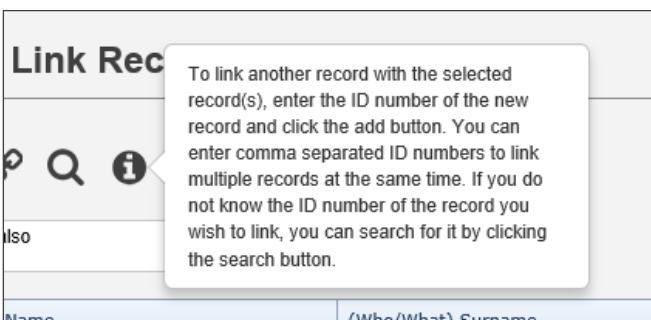 Link Rec
To link another record with the selected
record(s), enter the ID number of the new
record and click the add button. You can
enter comma separated ID numbers to link
multiple records at the same time. If you do
not know the ID number of the record you
wish to link, you can search for it by clicking
the search button.
also
Name
(Who/What) Surname